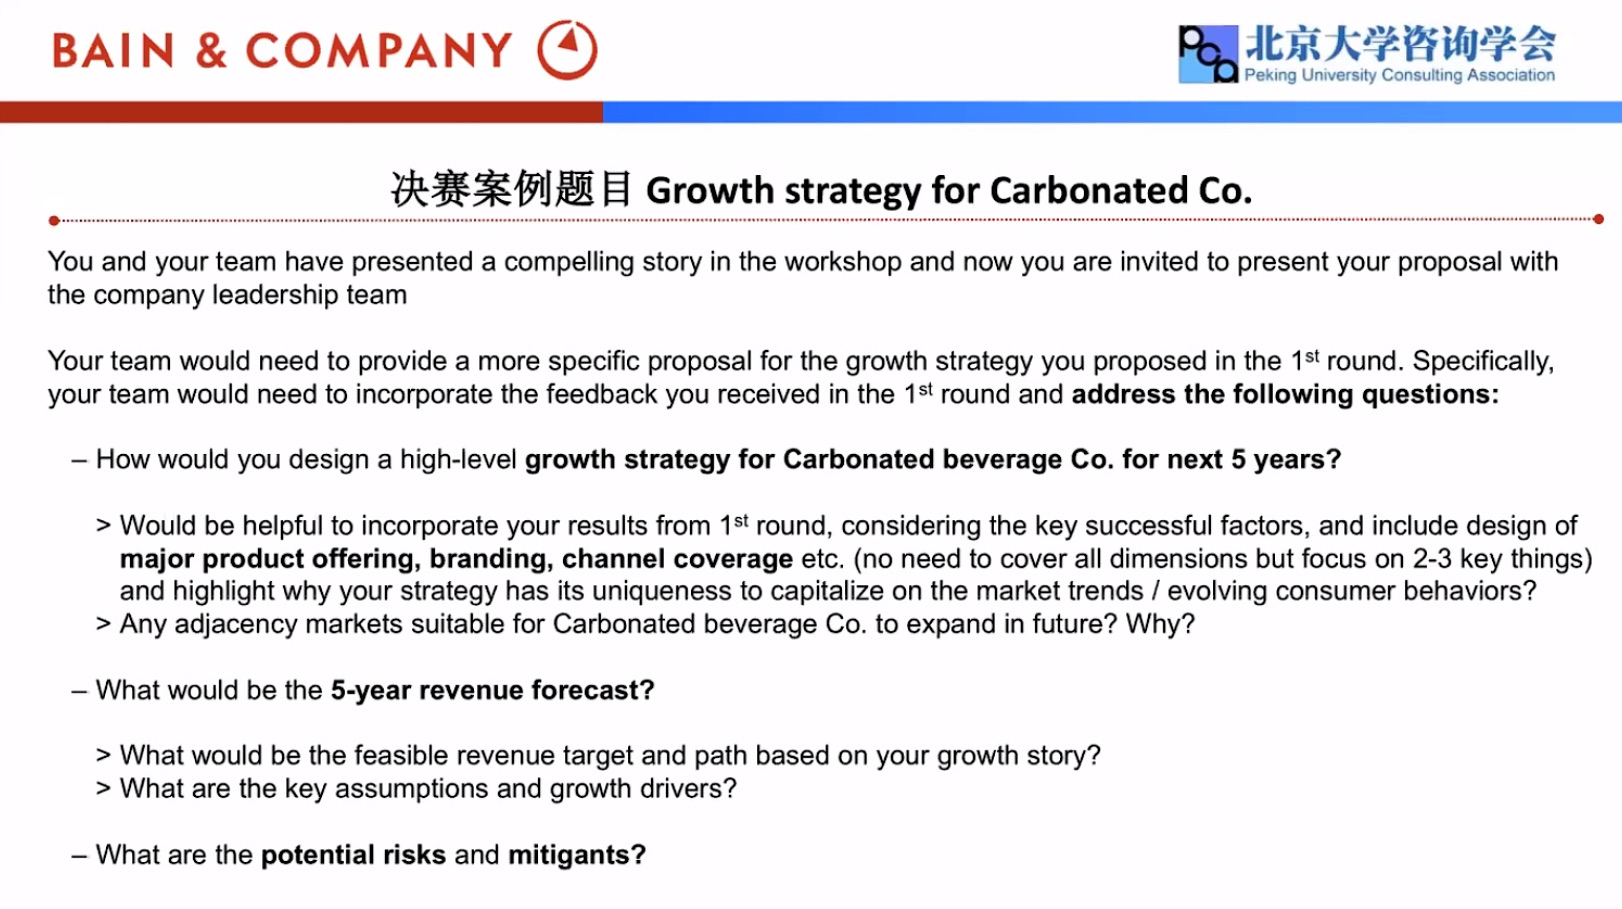 BAIN & COMPANY
PCA 北京大学咨询学会
Peking University Consulting Association
决赛案例题目 Growth strategy for Carbonated Co.
You and your team have presented a compelling story in the workshop and now you are invited to present your proposal with
the company leadership team
Your team would need to provide a more specific proposal for the growth strategy you proposed in the 1st round. Specifically,
your team would need to incorporate the feedback you received in the 1st round and address the following questions:
– How would you design a high-level growth strategy for Carbonated beverage Co. for next 5 years?
> Would be helpful to incorporate your results from 1st round, considering the key successful factors, and include design of
major product offering, branding, channel coverage etc. (no need to cover all dimensions but focus on 2-3 key things)
and highlight why your strategy has its uniqueness to capitalize on the market trends / evolving consumer behaviors?
> Any adjacency markets suitable for Carbonated beverage Co. to expand in future? Why?
– What would be the 5-year revenue forecast?
> What would be the feasible revenue target and path based on your growth story?
> What are the key assumptions and growth drivers?
– What are the potential risks and mitigants?